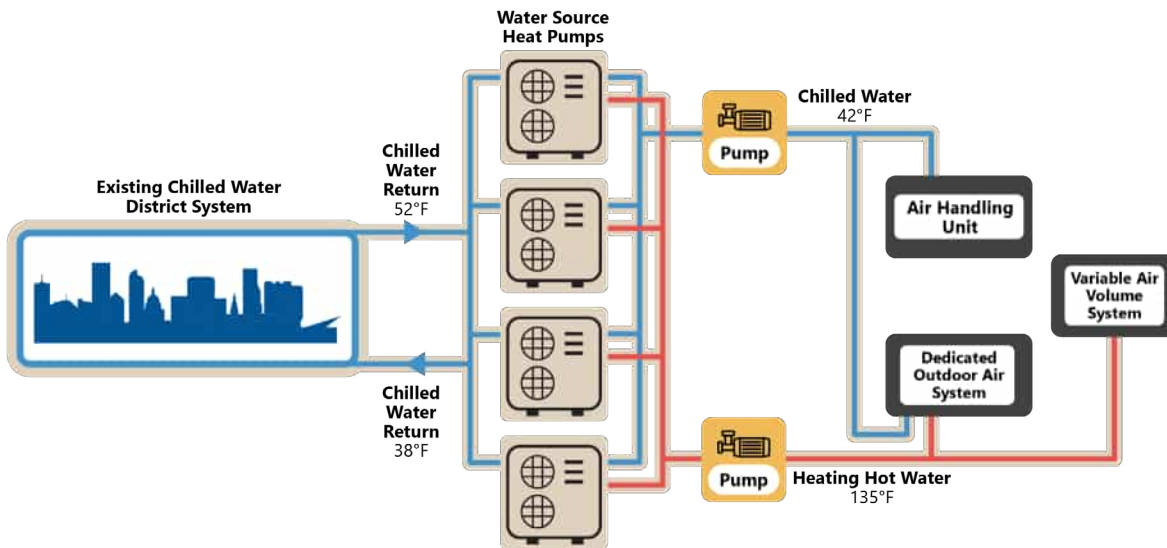 Water Source
Heat Pumps
Chilled Water
42°F
Pump
Chilled
Water
Return
52°F
Existing Chilled Water
District System
Air Handling
Unit
Variable Air
Volume
System
Dedicated
Outdoor Air
System
Chilled
Water
Return
38°F
Pump
Heating Hot Water
135°F